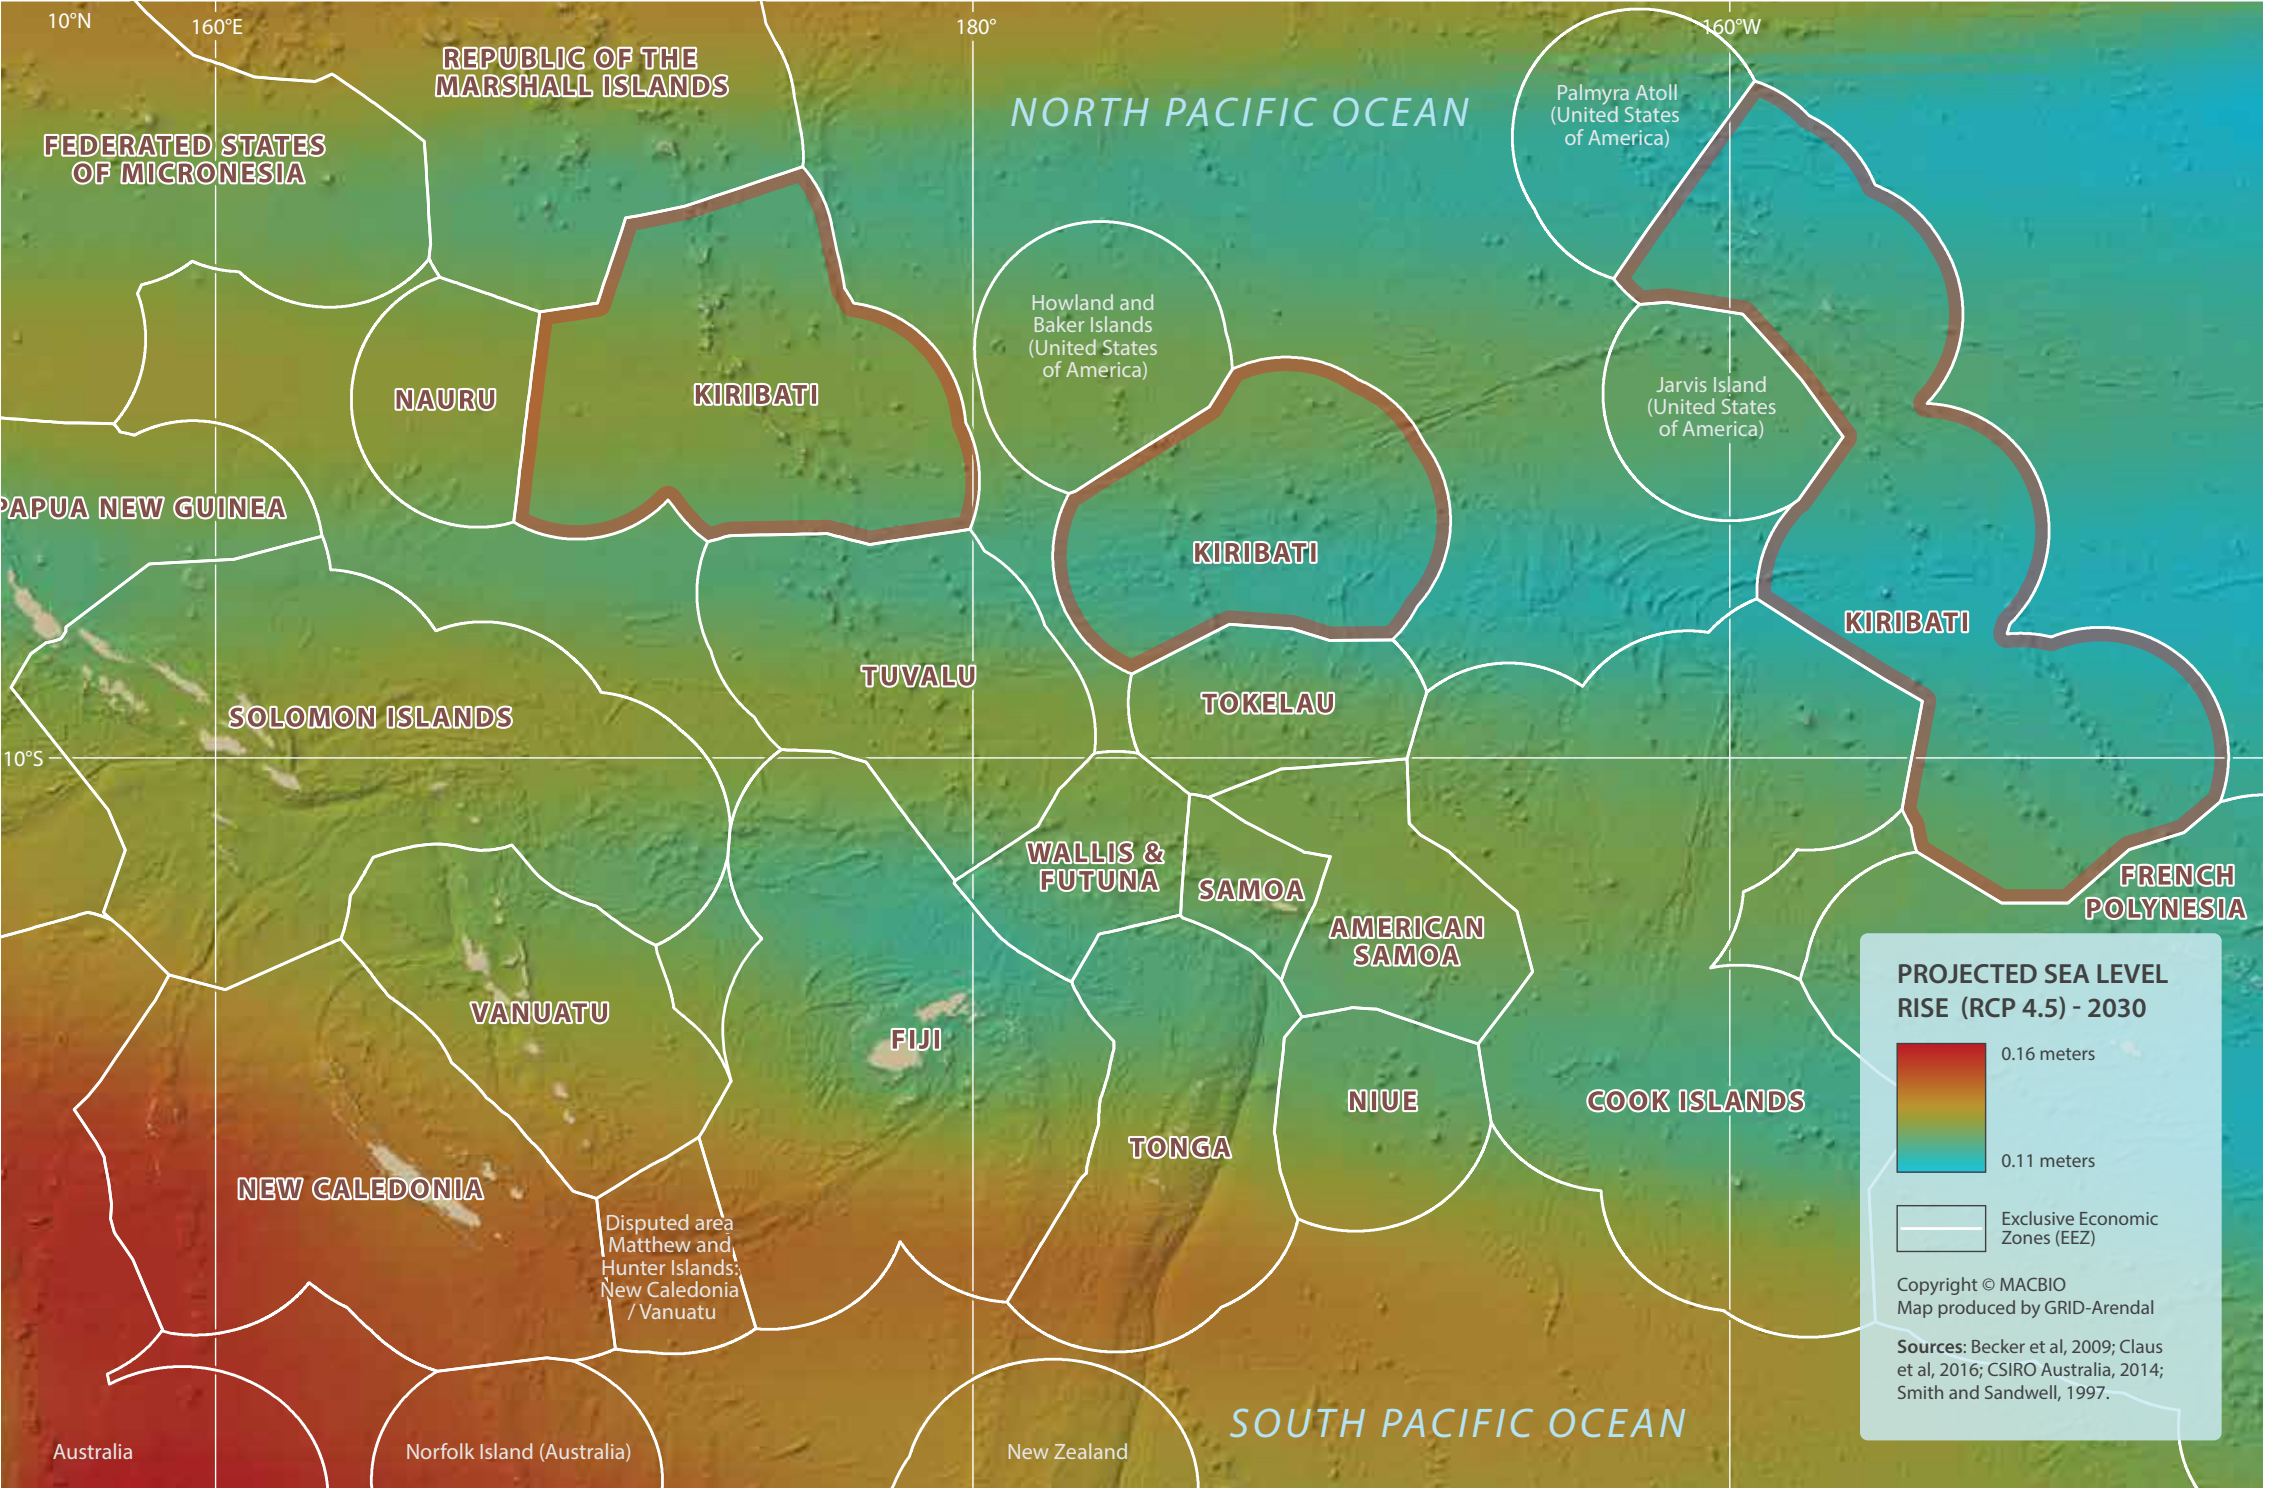 10°N
160°E
180°
160°W
REPUBLIC OF THE
MARSHALL ISLANDS
NORTH PACIFIC OCEAN
Palmyra Atoll
(United States
of America)
FEDERATED STATES
OF MICRONESIA
Howland and
Baker Islands
(United States
of America)
NAURU
KIRIBATI
Jarvis Island
(United States
of America)
PAPUA NEW GUINEA
KIRIBATI
KIRIBATI
TUVALU
TOKELAU
SOLOMON ISLANDS
10°S
WALLIS &
FUTUNA
SAMOA
AMERICAN
SAMOA
FRENCH
POLYNESIA
VANUATU
FIJI
NIUE
COOK ISLANDS
TONGA
NEW CALEDONIA
Disputed area
Matthew and
Hunter Islands:
New Caledonia
/ Vanuatu
PROJECTED SEA LEVEL
RISE (RCP 4.5) - 2030
0.16 meters
0.11 meters
Exclusive Economic
Zones (EEZ)
Copyright © MACBIO
Map produced by GRID-Arendal
Sources: Becker et al, 2009; Claus
et al, 2016; CSIRO Australia, 2014;
Smith and Sandwell, 1997.
SOUTH PACIFIC OCEAN
Australia
Norfolk Island (Australia)
New Zealand